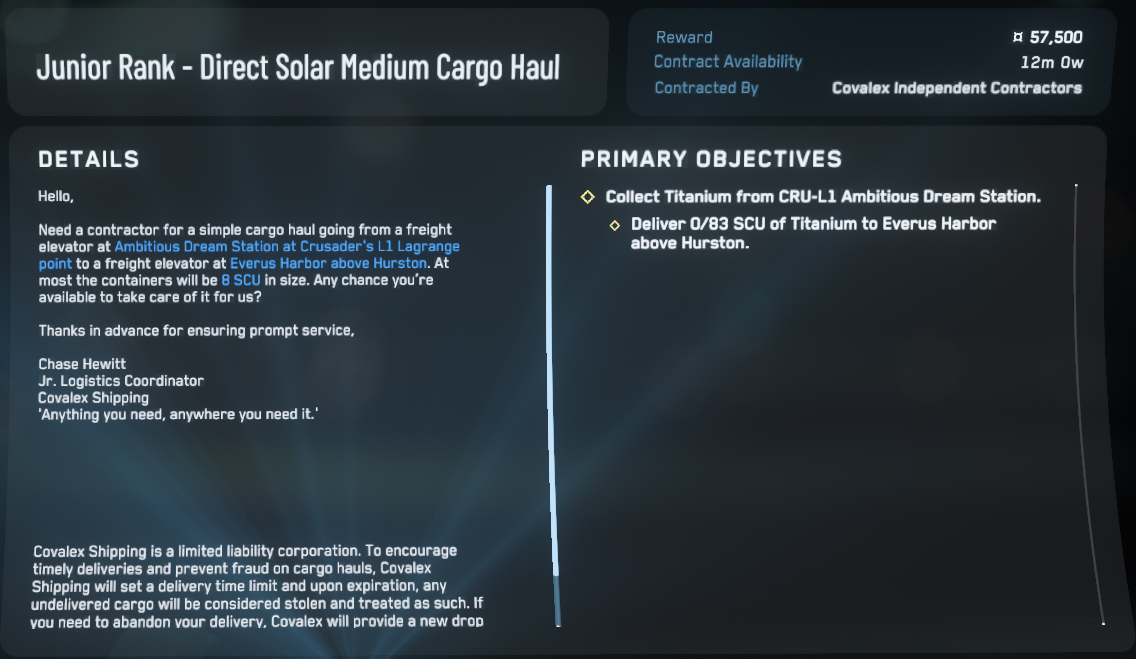 Junior Rank - Direct Solar Medium Cargo Haul
Reward ¤ 57,500
Contract Availability 12m 0w
Contracted By Covalex Independent Contractors
DETAILS
Hello,
Need a contractor for a simple cargo haul going from a freight
elevator at Ambitious Dream Station at Crusader's L1 Lagrange
point to a freight elevator at Everus Harbor above Hurston. At
most the containers will be 8 SCU in size. Any chance you're
available to take care of it for us?
Thanks in advance for ensuring prompt service,
Chase Hewitt
Jr. Logistics Coordinator
Covalex Shipping
'Anything you need, anywhere you need it.'
Covalex Shipping is a limited liability corporation. To encourage
timely deliveries and prevent fraud on cargo hauls, Covalex
Shipping will set a delivery time limit and upon expiration, any
undelivered cargo will be considered stolen and treated as such. If
you need to abandon your delivery, Covalex will provide a new drop
PRIMARY OBJECTIVES
Collect Titanium from CRU-L1 Ambitious Dream Station.
Deliver 0/83 SCU of Titanium to Everus Harbor
above Hurston.